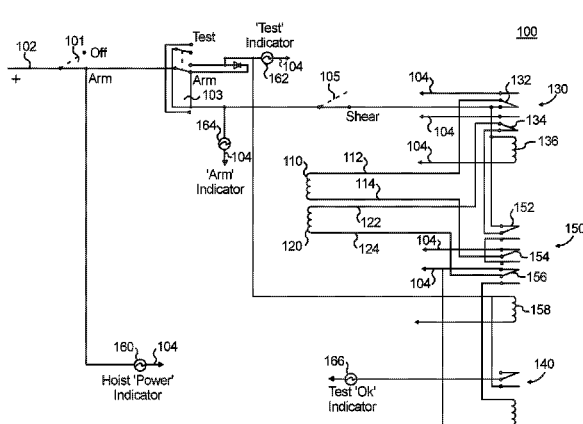 100
'Test'
Indicator
102
101
Off
Test
+
Arm
Arm
103
104
162
105
Shear
104
132
130
134
104
136
104
164
104
'Arm'
Indicator
110
112
114
122
120
124
152
150
104
154
104
156
158
160
104
Hoist 'Power'
Indicator
166
Test 'Ok'
Indicator
140